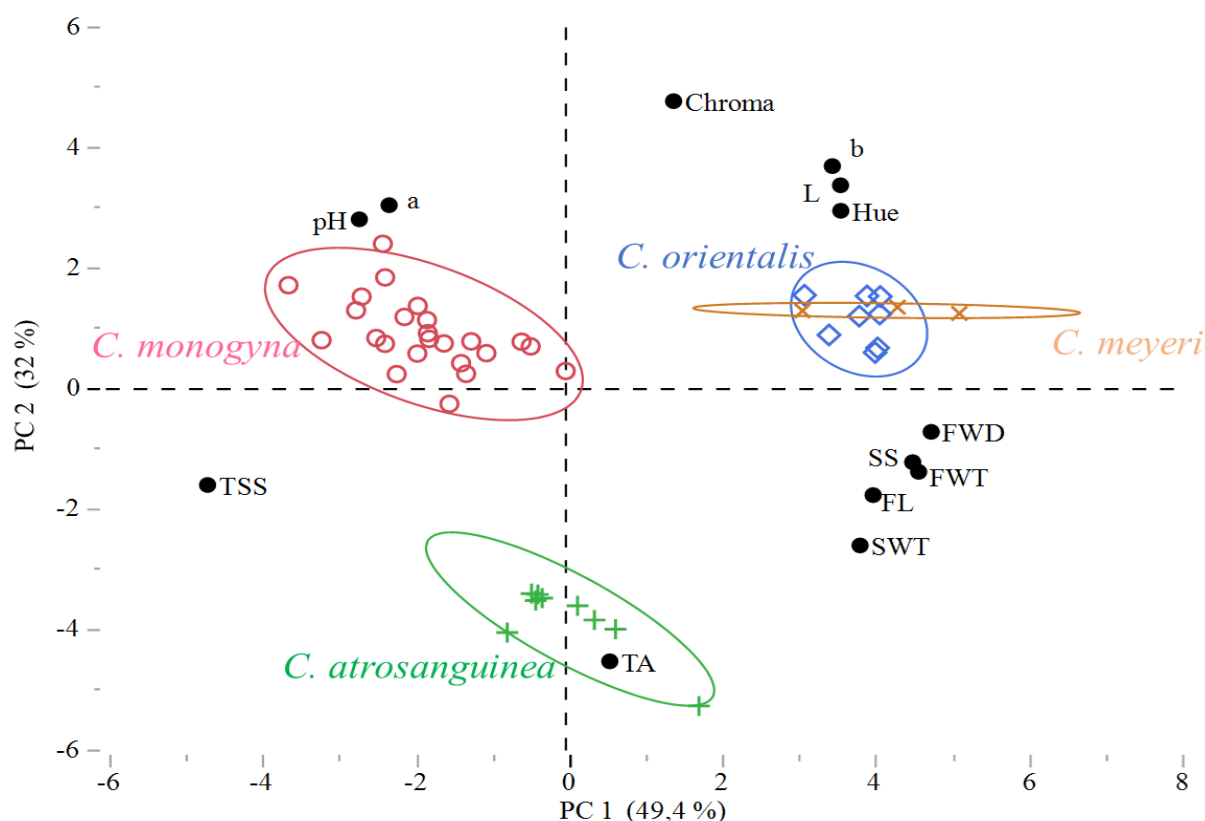 6
Chroma
4
b
L
a
pH
Hue
C. orientalis
2
C. monogyna
C. meyeri
0
PC 2 (32 %)
FWD
SS
FWT
TSS
FL
-2
SWT
-4
TA
C. atrosanguinea
-6
-6
-4
-2
0
2
4
6
8
PC 1 (49,4 %)